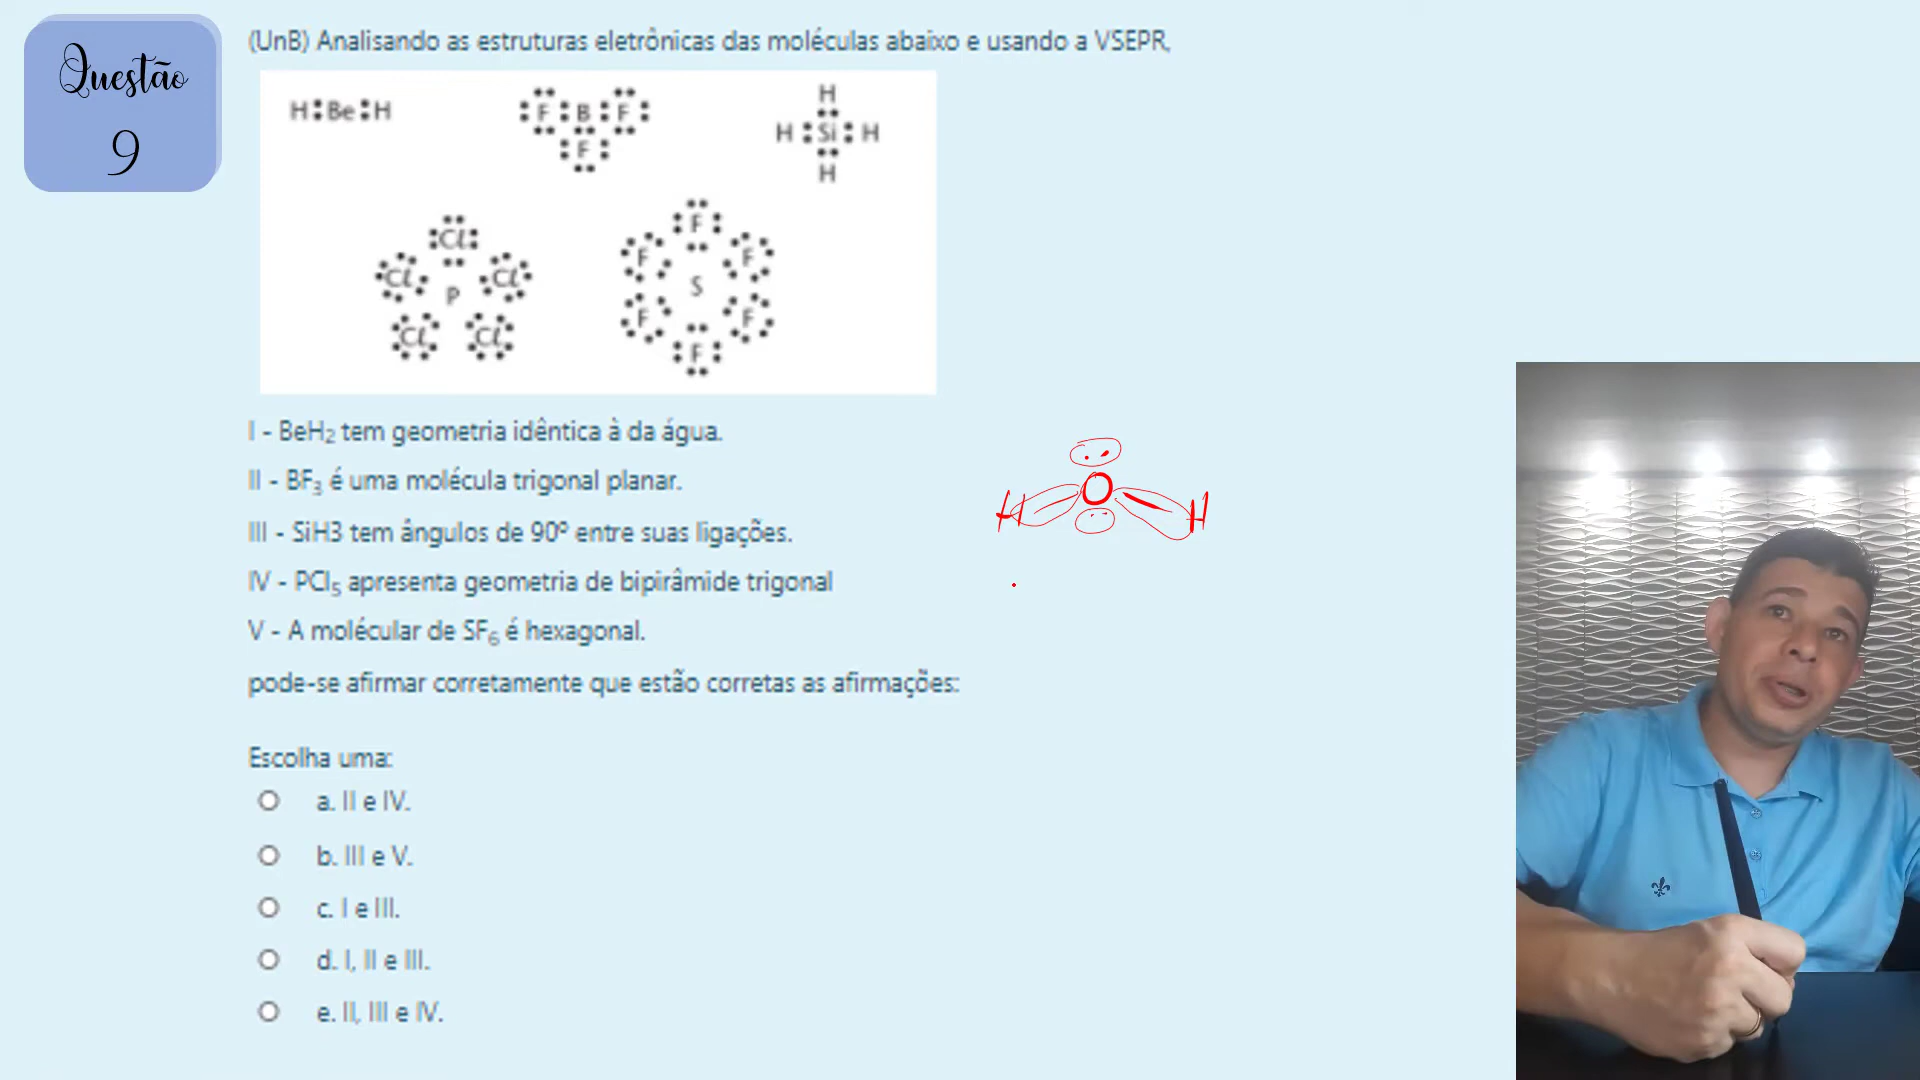 Questão
9
(UnB) Analisando as estruturas eletrônicas das moléculas abaixo e usando a VSEPR,
H:Be:H
F B F
F
H
H Si H
H
Cl
Cl Cl
P
Cl Cl
F
F F
S
F F
F
I - BeH₂ tem geometria idêntica à da água.
II - BF₃ é uma molécula trigonal planar.
III - SiH3 tem ângulos de 90º entre suas ligações.
IV - PCl₅ apresenta geometria de bipirâmide trigonal
V - A molécular de SF₆ é hexagonal.
O
H H
pode-se afirmar corretamente que estão corretas as afirmações:
Escolha uma:
a. II e IV.
b. III e V.
c. I e III.
d. I, II e III.
e. II, III e IV.